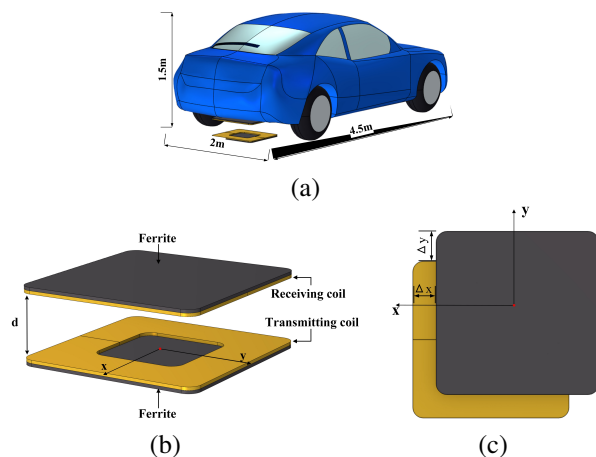 1.5m
2m
4.5m
(a)
Ferrite
Receiving coil
d
Transmitting coil
x
y
Ferrite
(b)
y
Δy
Δx
x
(c)